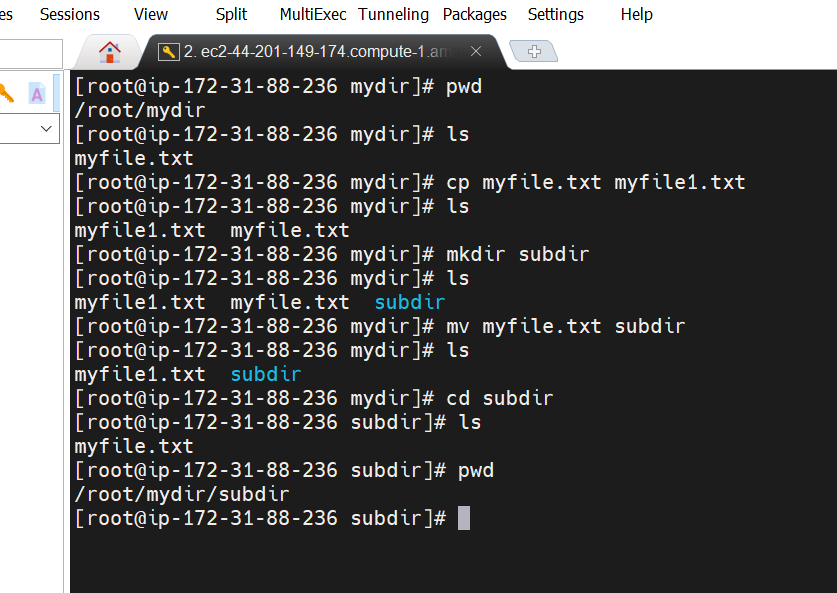 es Sessions View Split MultiExec Tunneling Packages Settings Help
2. ec2-44-201-149-174.compute-1.am
A
[root@ip-172-31-88-236 mydir]# pwd
/root/mydir
[root@ip-172-31-88-236 mydir]# ls
myfile.txt
[root@ip-172-31-88-236 mydir]# cp myfile.txt myfile1.txt
[root@ip-172-31-88-236 mydir]# ls
myfile1.txt  myfile.txt
[root@ip-172-31-88-236 mydir]# mkdir subdir
[root@ip-172-31-88-236 mydir]# ls
myfile1.txt  myfile.txt  subdir
[root@ip-172-31-88-236 mydir]# mv myfile.txt subdir
[root@ip-172-31-88-236 mydir]# ls
myfile1.txt  subdir
[root@ip-172-31-88-236 mydir]# cd subdir
[root@ip-172-31-88-236 subdir]# ls
myfile.txt
[root@ip-172-31-88-236 subdir]# pwd
/root/mydir/subdir
[root@ip-172-31-88-236 subdir]#